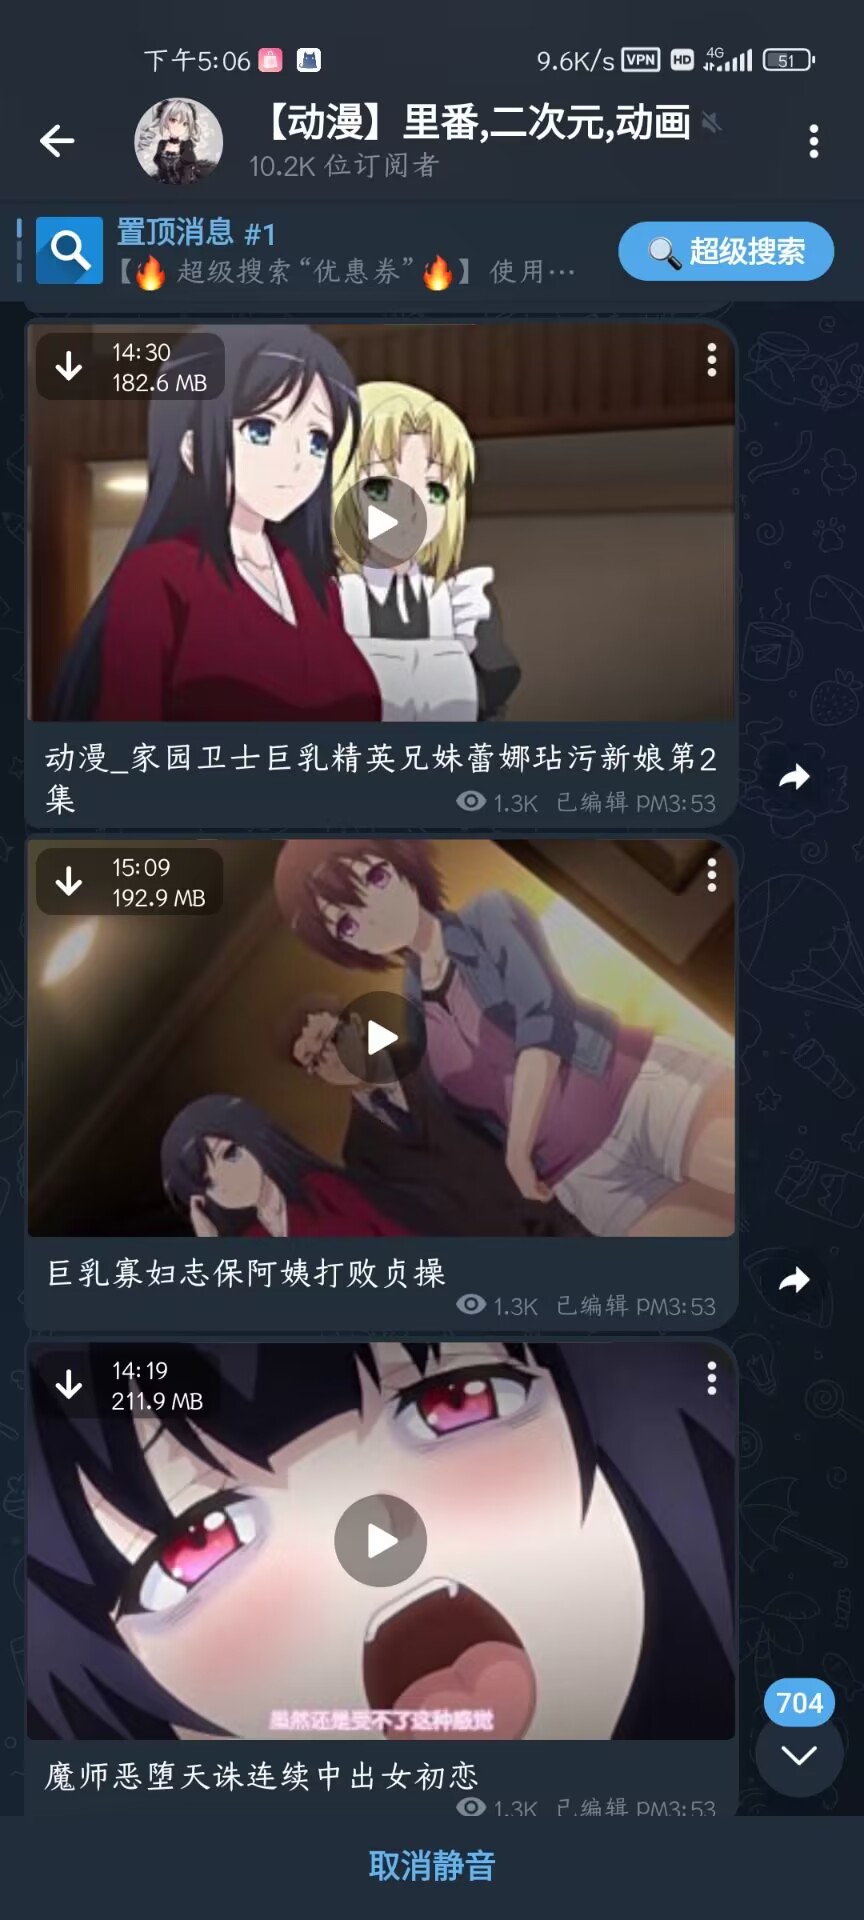 下午5:06
9.6K/s VPN HD 4G 51
【动漫】里番,二次元,动画
10.2K 位订阅者
置顶消息 #1
【🔥 超级搜索“优惠券”🔥】使用…
🔍 超级搜索
14:30
182.6 MB
动漫_家园卫士巨乳精英兄妹蕾娜玷污新娘第2
集
1.3K 已编辑 PM3:53
15:09
192.9 MB
巨乳寡妇志保阿姨打败贞操
1.3K 已编辑 PM3:53
14:19
211.9 MB
虽然还是受不了这种感觉
704
魔师恶堕天诛连续中出女初恋
1.3K 已编辑 PM3:53
取消静音